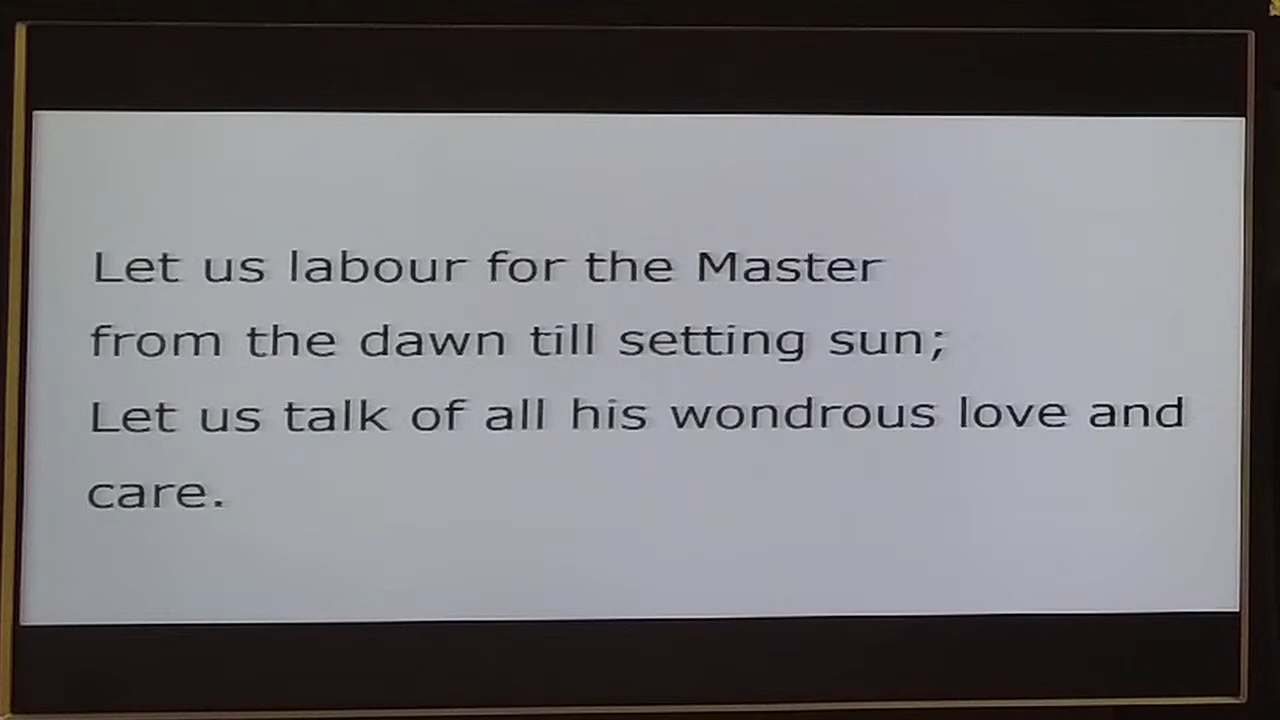 Let us labour for the Master
from the dawn till setting sun;
Let us talk of all his wondrous love and
care.